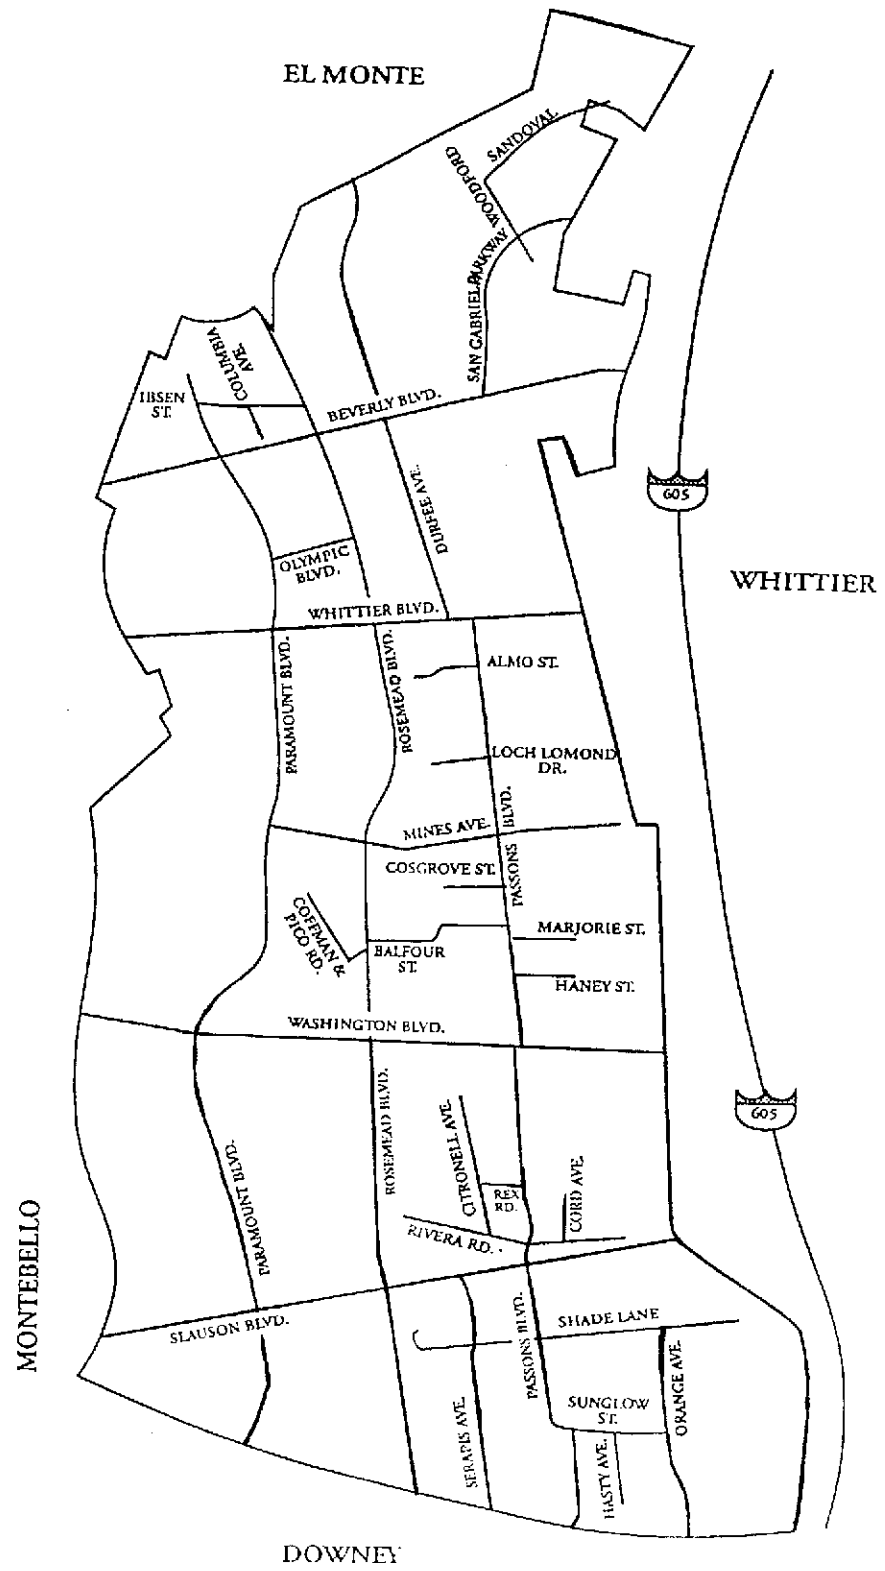 EL MONTE
SANDOVAL
WOODFORD
SAN GABRIEL PARKWAY
COLUMBIA
AVE.
IBSEN
ST.
BEVERLY BLVD.
DURFEE AVE.
605
OLYMPIC
BLVD.
WHITTIER
WHITTIER BLVD.
PARAMOUNT BLVD.
ROSEMEAD BLVD.
ALMO ST.
LOCH LOMOND
DR.
PASSONS BLVD.
MINES AVE.
COSGROVE ST.
COFFMAN &
PICO RD.
MARJORIE ST.
BALFOUR
ST.
HANEY ST.
WASHINGTON BLVD.
ROSEMEAD BLVD.
CITRONELL AVE.
605
PARAMOUNT BLVD.
REX
RD.
CORD AVE.
RIVERA RD.
MONTEBELLO
SLAUSON BLVD.
PASSONS BLVD.
SHADE LANE
ORANGE AVE.
SERAPIS AVE.
SUNGLOW
ST.
HASTY AVE.
DOWNEY